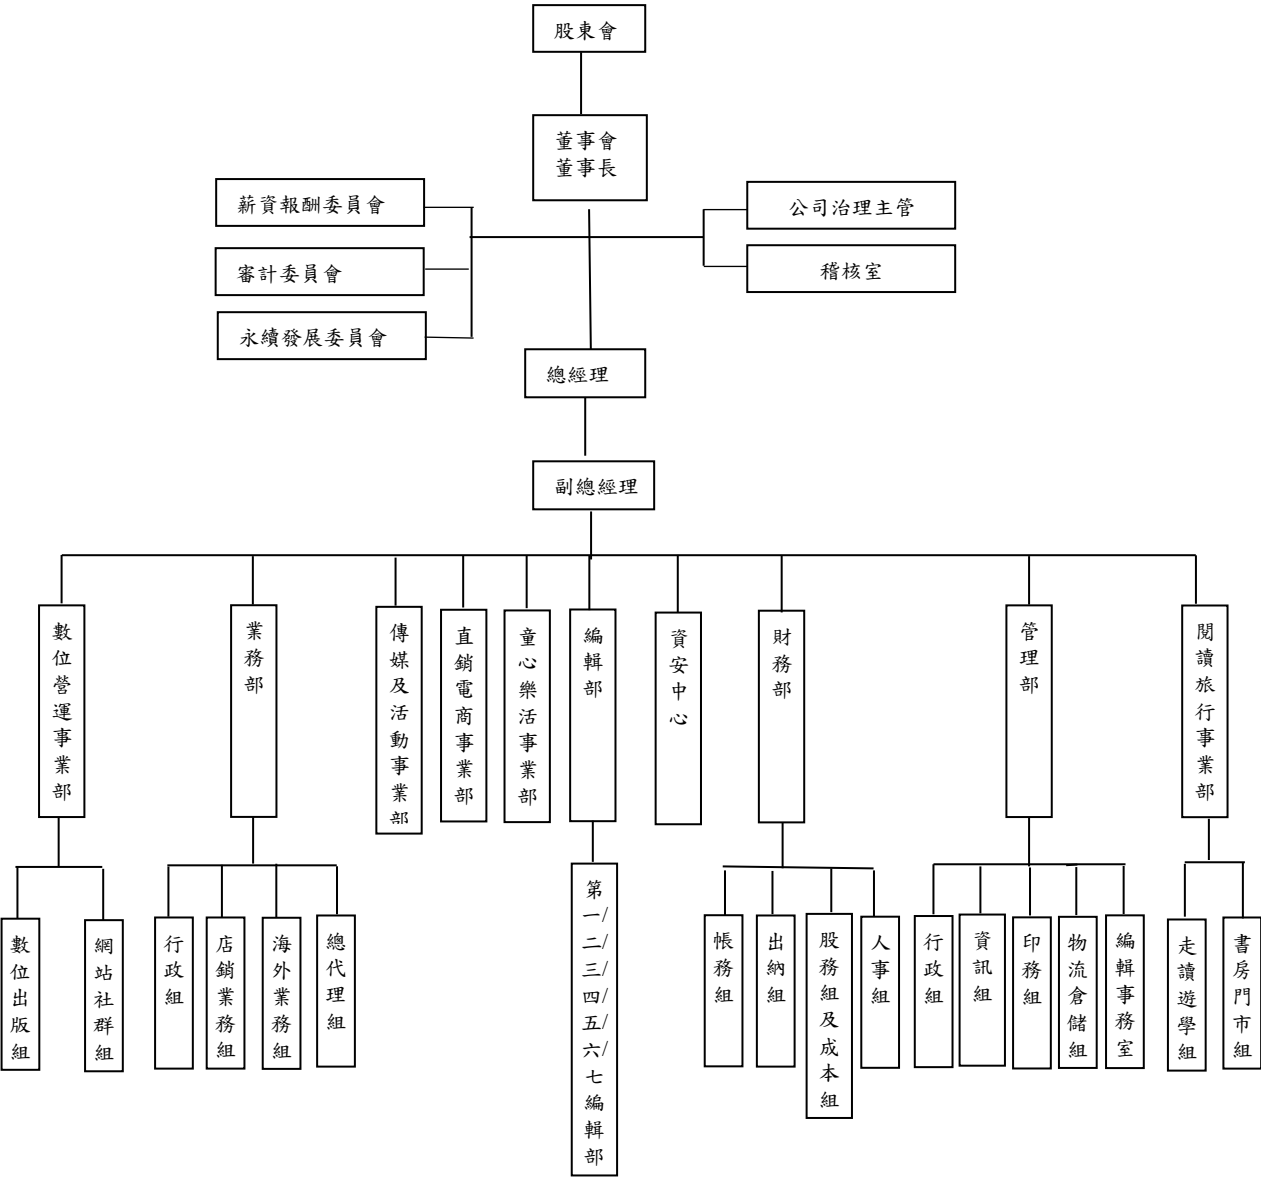 股東會
董事會
董事長
薪資報酬委員會
公司治理主管
審計委員會
稽核室
永續發展委員會
總經理
副總經理
數位營運事業部
業務部
傳媒及活動事業部
直銷電商事業部
童心樂活事業部
編輯部
資安中心
財務部
管理部
閱讀旅行事業部
數位出版組
網站社群組
行政組
店銷業務組
海外業務組
總代理組
第一/二/三/四/五/六/七編輯部
帳務組
出納組
股務組及成本組
人事組
行政組
資訊組
印務組
物流倉儲組
編輯事務室
走讀遊學組
書房門市組